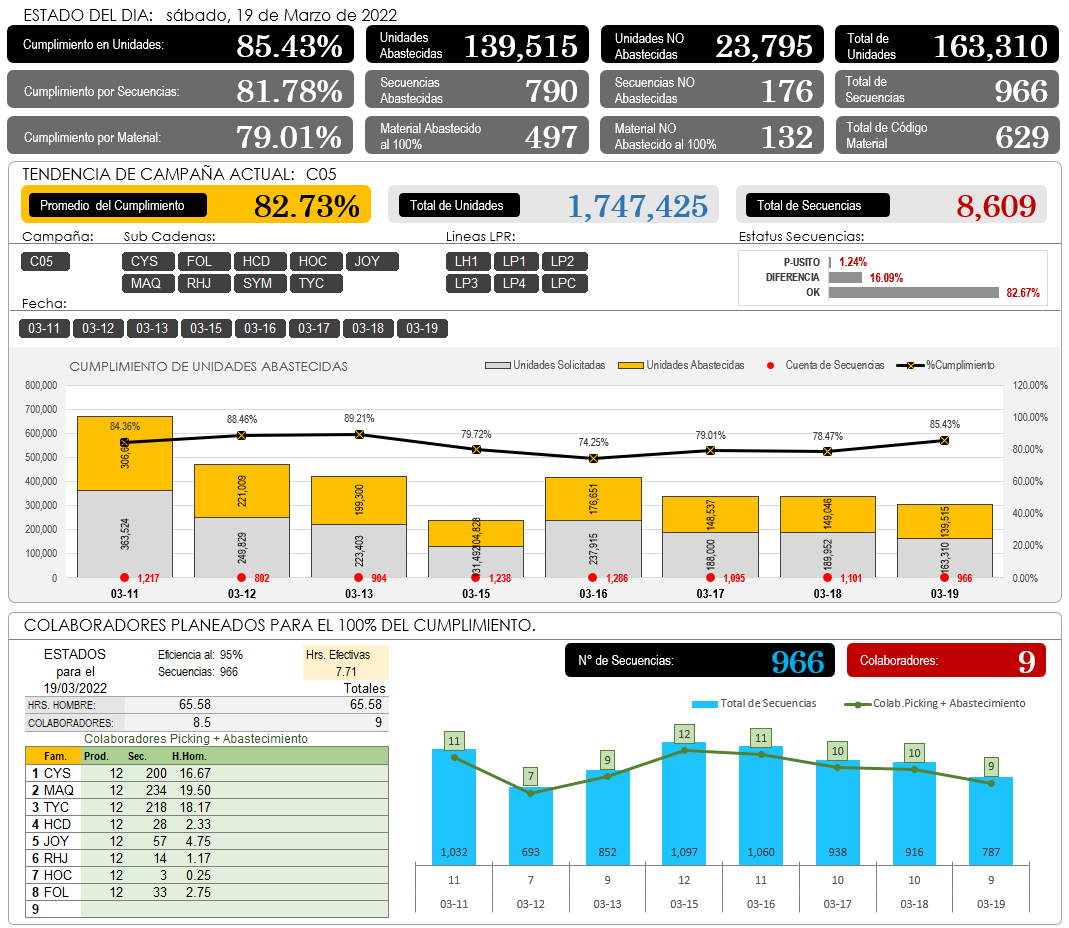 ESTADO DEL DIA: sábado, 19 de Marzo de 2022
Cumplimiento en Unidades: 85.43%
Unidades Abastecidas 139,515
Unidades NO Abastecidas 23,795
Total de Unidades 163,310
Cumplimiento por Secuencias: 81.78%
Secuencias Abastecidas 790
Secuencias NO Abastecidas 176
Total de Secuencias 966
Cumplimiento por Material: 79.01%
Material Abastecido al 100% 497
Material NO Abastecido al 100% 132
Total de Código Material 629
TENDENCIA DE CAMPAÑA ACTUAL: C05
Promedio del Cumplimiento 82.73%
Total de Unidades 1,747,425
Total de Secuencias 8,609
Campaña: Sub Cadenas: Lineas LPR: Estatus Secuencias:
C05 CYS FOL HCD HOC JOY LH1 LP1 LP2
MAQ RHJ SYM TYC LP3 LP4 LPC
P-USITO 1.24%
DIFERENCIA 16.09%
OK 82.67%
Fecha:
03-11 03-12 03-13 03-15 03-16 03-17 03-18 03-19
CUMPLIMIENTO DE UNIDADES ABASTECIDAS
Unidades Solicitadas Unidades Abastecidas Cuenta de Secuencias %Cumplimiento
800,000
700,000
600,000
500,000
400,000
300,000
200,000
100,000
0
120.00%
100.00%
80.00%
60.00%
40.00%
20.00%
0.00%
84.36% 88.46% 89.21% 79.72% 74.25% 79.01% 78.47% 85.43%
221,009 199,300 104,828 176,651 148,537 149,046 139,515
363,524 249,829 223,403 131,492 237,915 188,000 189,952 163,310
1,217 802 904 1,238 1,286 1,095 1,101 966
03-11 03-12 03-13 03-15 03-16 03-17 03-18 03-19
COLABORADORES PLANEADOS PARA EL 100% DEL CUMPLIMIENTO.
ESTADOS
para el
19/03/2022
Eficiencia al: 95%
Secuencias: 966
Hrs. Efectivas
7.71
Totales
HRS. HOMBRE: 65.58 65.58
COLABORADORES: 8.5 9
Colaboradores Picking + Abastecimiento
Fam. Prod. Sec. H.Hom.
1 CYS 12 200 16.67
2 MAQ 12 234 19.50
3 TYC 12 218 18.17
4 HCD 12 28 2.33
5 JOY 12 57 4.75
6 RHJ 12 14 1.17
7 HOC 12 3 0.25
8 FOL 12 33 2.75
9
N° de Secuencias: 966
Colaboradores: 9
Total de Secuencias Colab.Picking + Abastecimiento
11 7 9 12 11 10 10 9
1,032 693 852 1,097 1,060 938 916 787
11 7 9 12 11 10 10 9
03-11 03-12 03-13 03-15 03-16 03-17 03-18 03-19